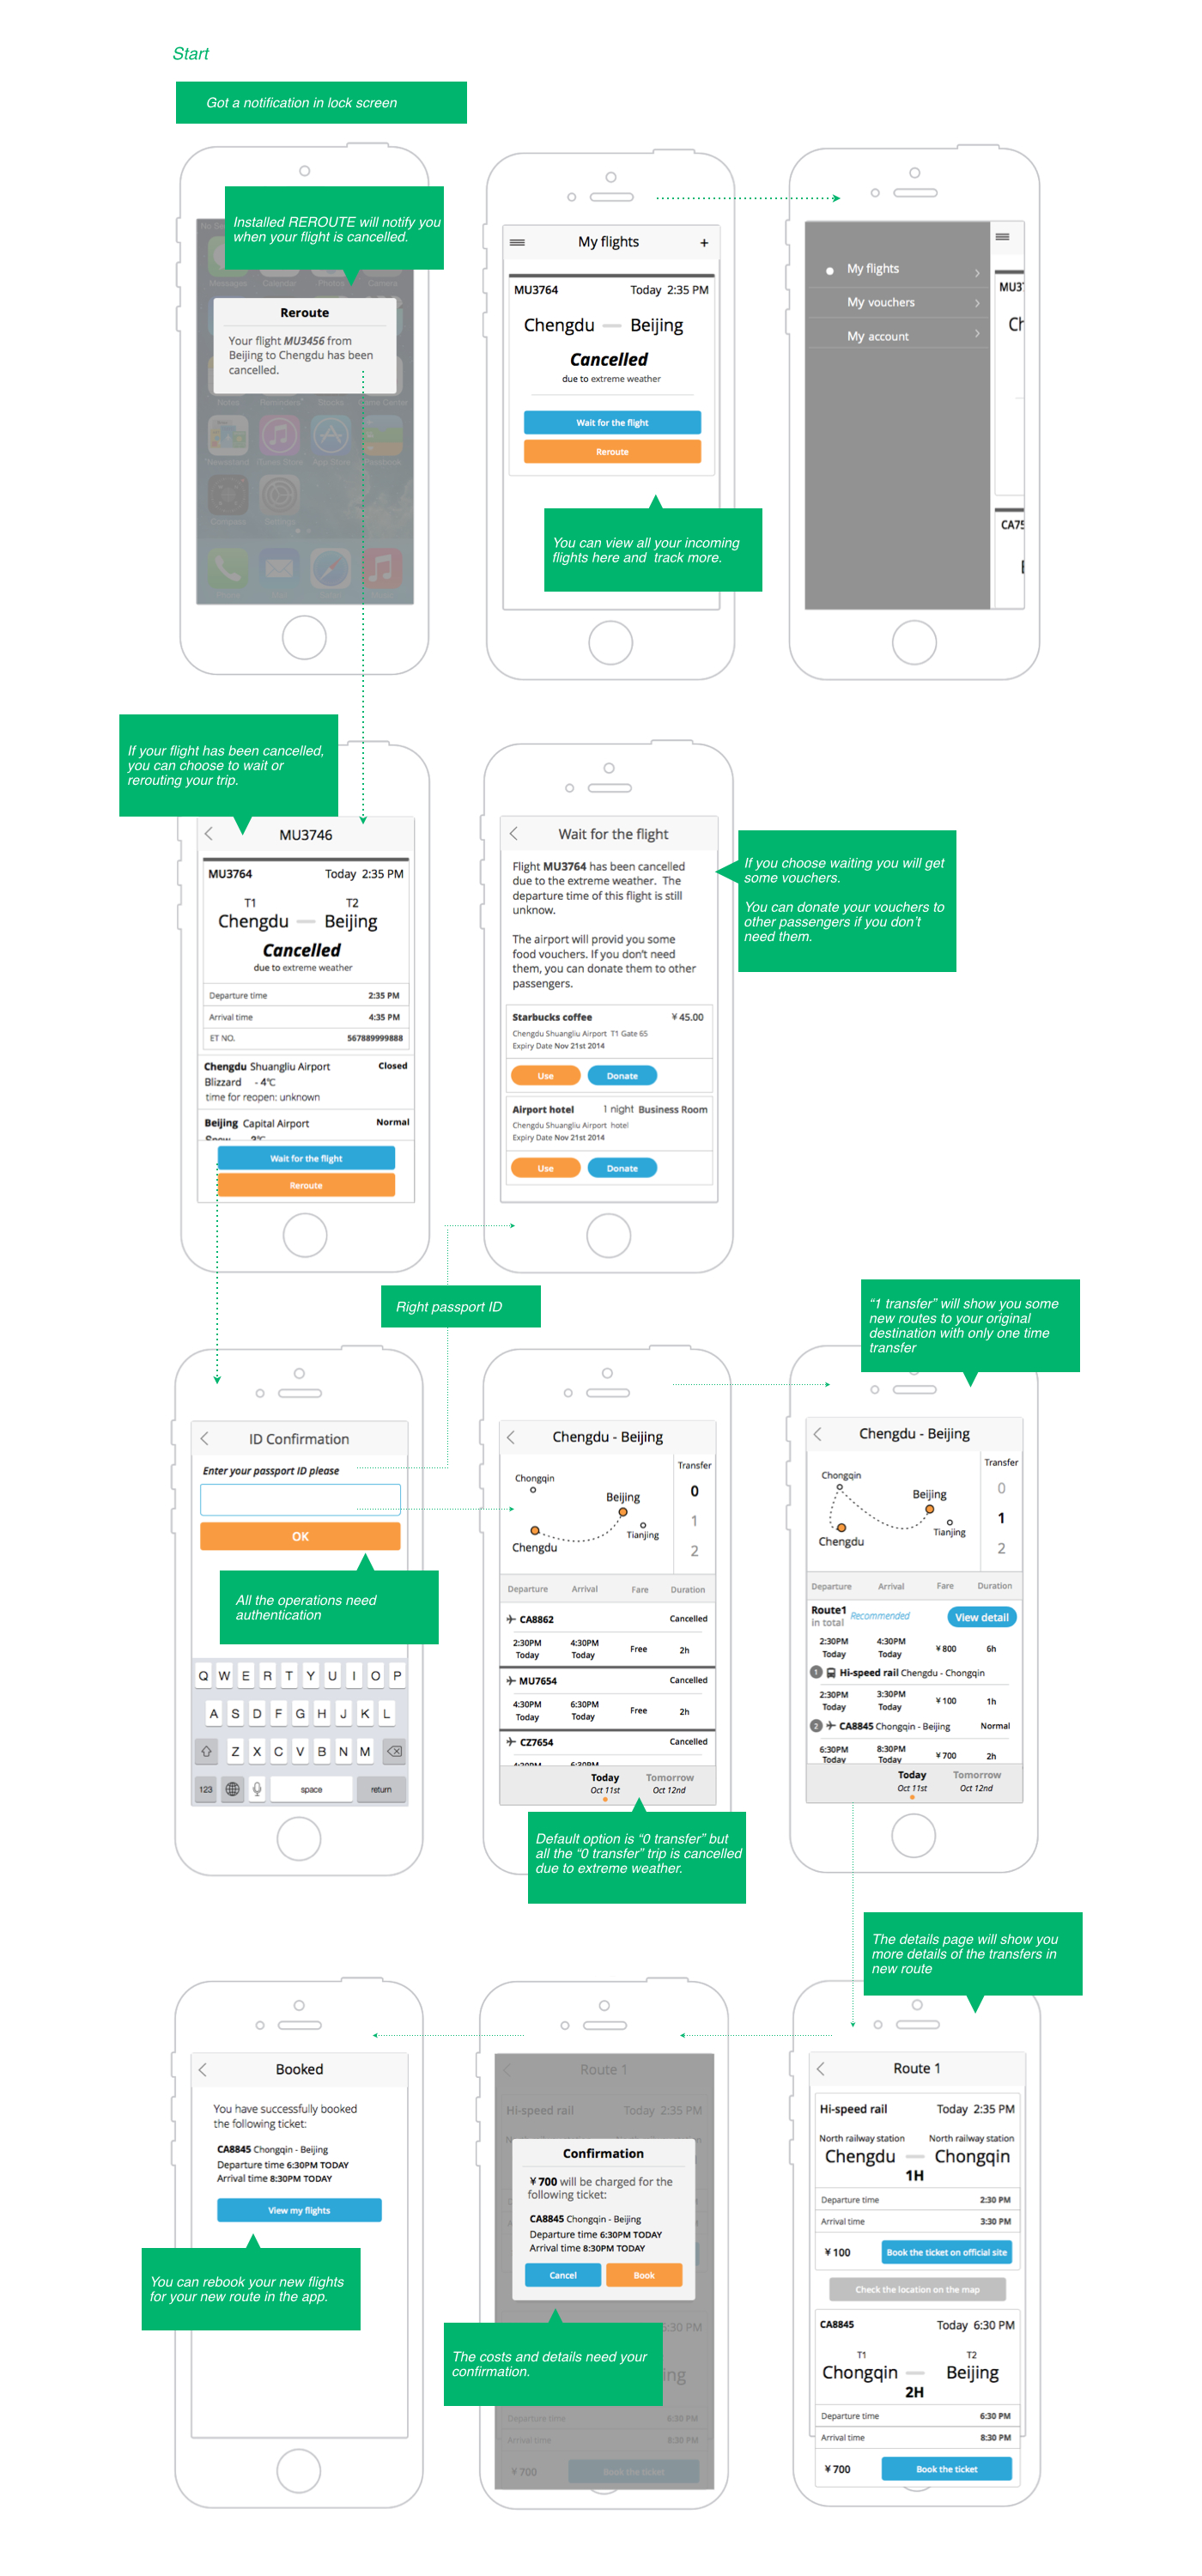 Start
Got a notification in lock screen
Installed REROUTE will notify you
when your flight is cancelled.
Messages Calendar Photos Camera
Reroute
Your flight MU3456 from
Beijing to Chengdu has been
cancelled.
Notes Reminders Stocks Game Center
Newsstand iTunes Store App Store Passbook
Compass Settings
My flights +
MU3764 Today 2:35 PM
Chengdu — Beijing
Cancelled
due to extreme weather
Wait for the flight
Reroute
You can view all your incoming
flights here and track more.
My flights
My vouchers
My account
MU37
Ch
CA75
If your flight has been cancelled,
you can choose to wait or
rerouting your trip.
MU3746
MU3764 Today 2:35 PM
T1 T2
Chengdu — Beijing
Cancelled
due to extreme weather
Departure time 2:35 PM
Arrival time 4:35 PM
ET NO. 567889999888
Chengdu Shuangliu Airport Closed
Blizzard - 4℃
time for reopen: unknown
Beijing Capital Airport Normal
Wait for the flight
Reroute
Wait for the flight
Flight MU3764 has been cancelled
due to the extreme weather. The
departure time of this flight is still
unknow.
The airport will provid you some
food vouchers. If you don't need
them, you can donate them to other
passengers.
Starbucks coffee ¥ 45.00
Chengdu Shuangliu Airport T1 Gate 65
Expiry Date Nov 21st 2014
Use Donate
Airport hotel 1 night Business Room
Chengdu Shuangliu Airport hotel
Expiry Date Nov 21st 2014
Use Donate
If you choose waiting you will get
some vouchers.
You can donate your vouchers to
other passengers if you don't
need them.
Right passport ID
ID Confirmation
Enter your passport ID please
OK
All the operations need
authentication
Q W E R T Y U I O P
A S D F G H J K L
Z X C V B N M
123 space return
Chengdu - Beijing
Transfer
0
1
2
Chongqin
Beijing
Tianjing
Chengdu
Departure Arrival Fare Duration
CA8862 Cancelled
2:30PM 4:30PM Free 2h
Today Today
MU7654 Cancelled
4:30PM 6:30PM Free 2h
Today Today
CZ7654 Cancelled
4:30PM 6:30PM
Today Tomorrow
Oct 11st Oct 12nd
Default option is “0 transfer” but
all the “0 transfer” trip is cancelled
due to extreme weather.
“1 transfer” will show you some
new routes to your original
destination with only one time
transfer
Chengdu - Beijing
Transfer
0
1
2
Chongqin
Beijing
Tianjing
Chengdu
Departure Arrival Fare Duration
Route1 Recommended View detail
in total
2:30PM 4:30PM ¥ 800 6h
Today Today
1 Hi-speed rail Chengdu - Chongqin
2:30PM 3:30PM ¥ 100 1h
Today Today
2 CA8845 Chongqin - Beijing Normal
6:30PM 8:30PM ¥ 700 2h
Today Today
Today Tomorrow
Oct 11st Oct 12nd
The details page will show you
more details of the transfers in
new route
Booked
You have successfully booked
the following ticket:
CA8845 Chongqin - Beijing
Departure time 6:30PM TODAY
Arrival time 8:30PM TODAY
View my flights
You can rebook your new flights
for your new route in the app.
Route 1
Hi-speed rail Today 2:35 PM
Confirmation
¥ 700 will be charged for the
following ticket:
CA8845 Chongqin - Beijing
Departure time 6:30PM TODAY
Arrival time 8:30PM TODAY
Cancel Book
6:30 PM
The costs and details need your
confirmation.
ing
Departure time 6:30 PM
Arrival time 8:30 PM
¥ 700 Book the ticket
Route 1
Hi-speed rail Today 2:35 PM
North railway station North railway station
Chengdu — Chongqin
1H
Departure time 2:30 PM
Arrival time 3:30 PM
¥ 100 Book the ticket on official site
Check the location on the map
CA8845 Today 6:30 PM
T1 T2
Chongqin — Beijing
2H
Departure time 6:30 PM
Arrival time 8:30 PM
¥ 700 Book the ticket